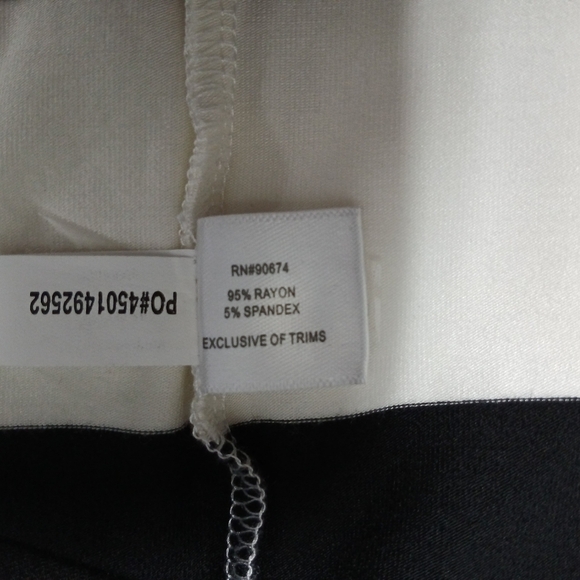 RN#90674
95% RAYON
5% SPANDEX
EXCLUSIVE OF TRIMS
PO#4501492562